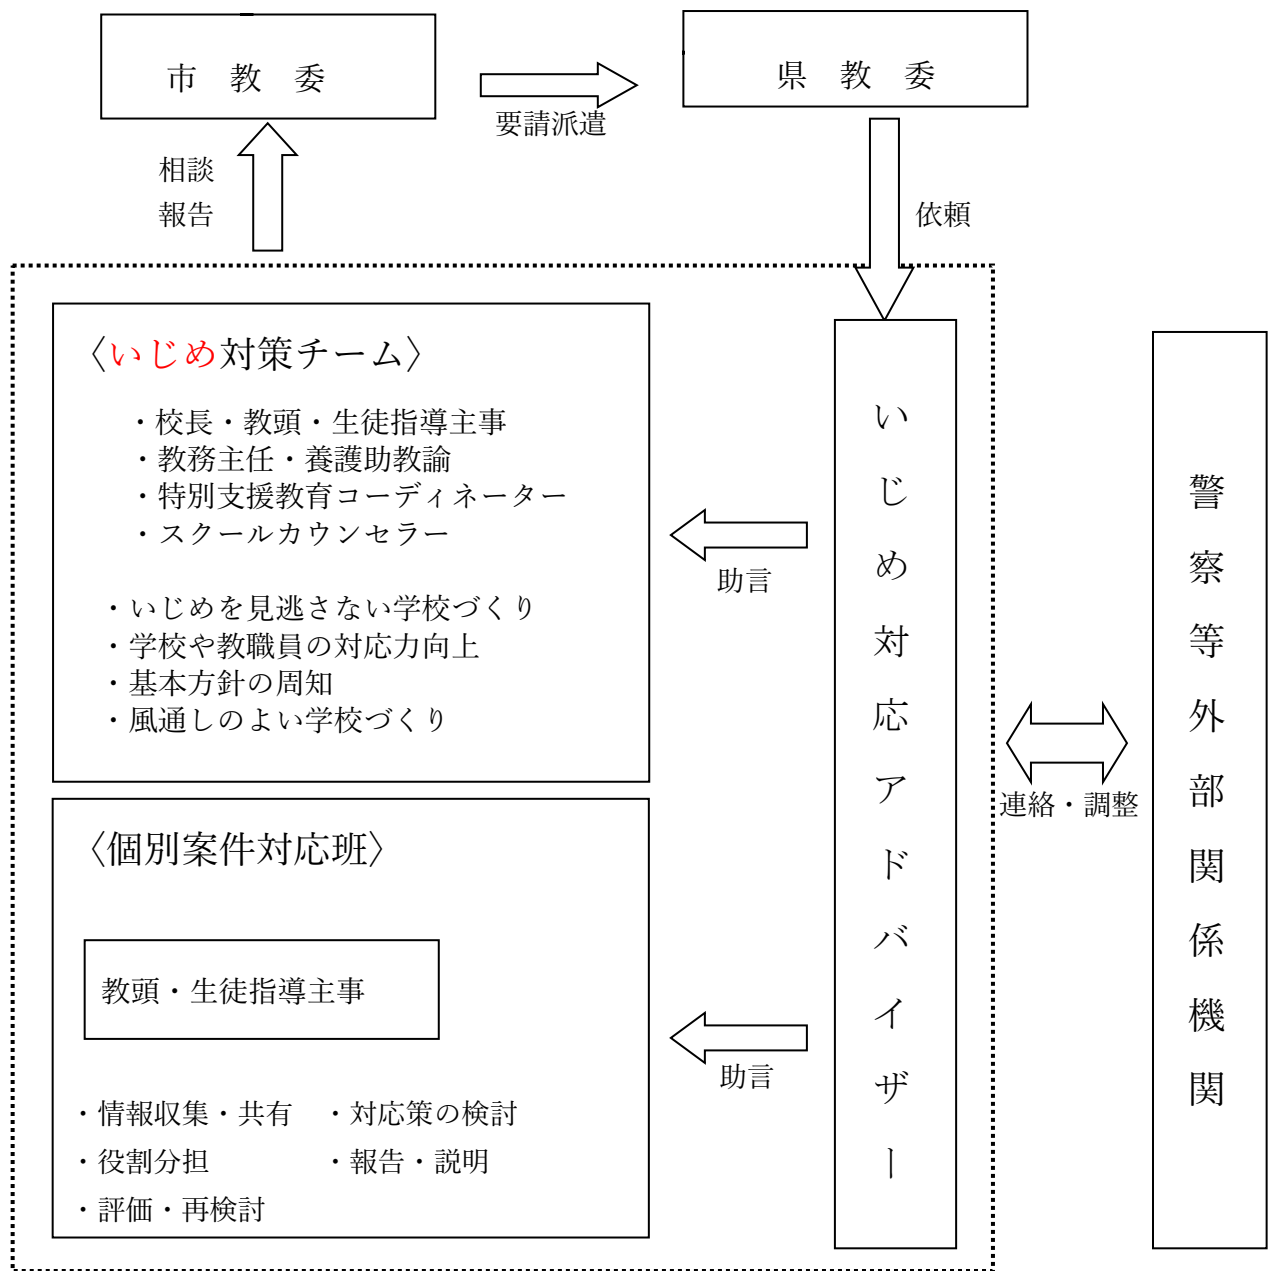 市　教　委
県　教　委
要請派遣
相談
報告
依頼
〈いじめ対策チーム〉
・校長・教頭・生徒指導主事
・教務主任・養護助教諭
・特別支援教育コーディネーター
・スクールカウンセラー
・いじめを見逃さない学校づくり
・学校や教職員の対応力向上
・基本方針の周知
・風通しのよい学校づくり
助言
〈個別案件対応班〉
教頭・生徒指導主事
・情報収集・共有　・対応策の検討
・役割分担　・報告・説明
・評価・再検討
助言
いじめ対応アドバイザー
連絡・調整
警察等外部関係機関